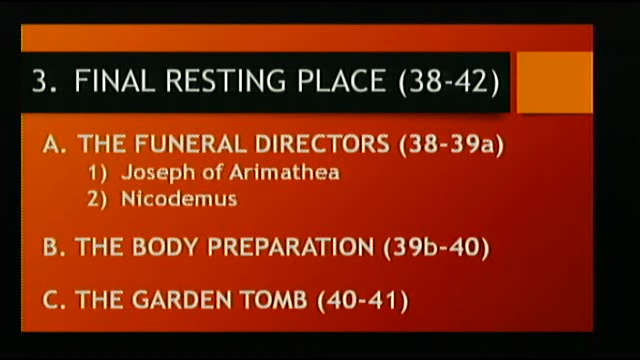 3. FINAL RESTING PLACE (38-42)
A. THE FUNERAL DIRECTORS (38-39a)
1) Joseph of Arimathea
2) Nicodemus
B. THE BODY PREPARATION (39b-40)
C. THE GARDEN TOMB (40-41)